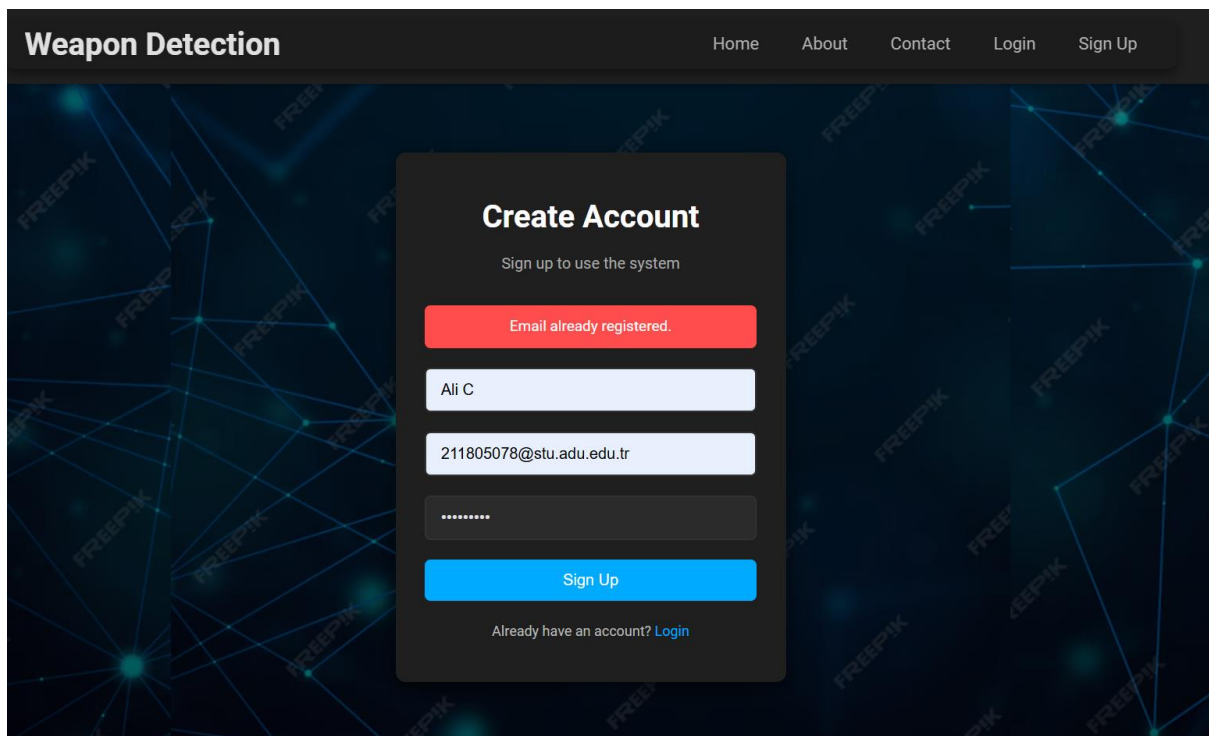 Weapon Detection
Home About Contact Login Sign Up
Create Account
Sign up to use the system
Email already registered.
Ali C
211805078@stu.adu.edu.tr
•••••••••
Sign Up
Already have an account? Login
FREEPIK